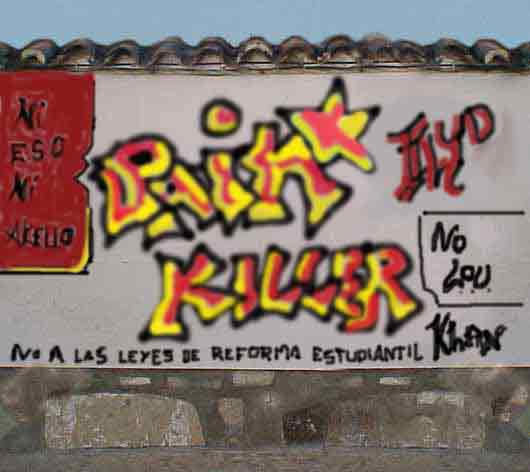 Ni
ESO
Ni
AKELLO
PaiN
KILLER
No
LOU
No A LAS LEYES DE REFORMA ESTUDIANTIL